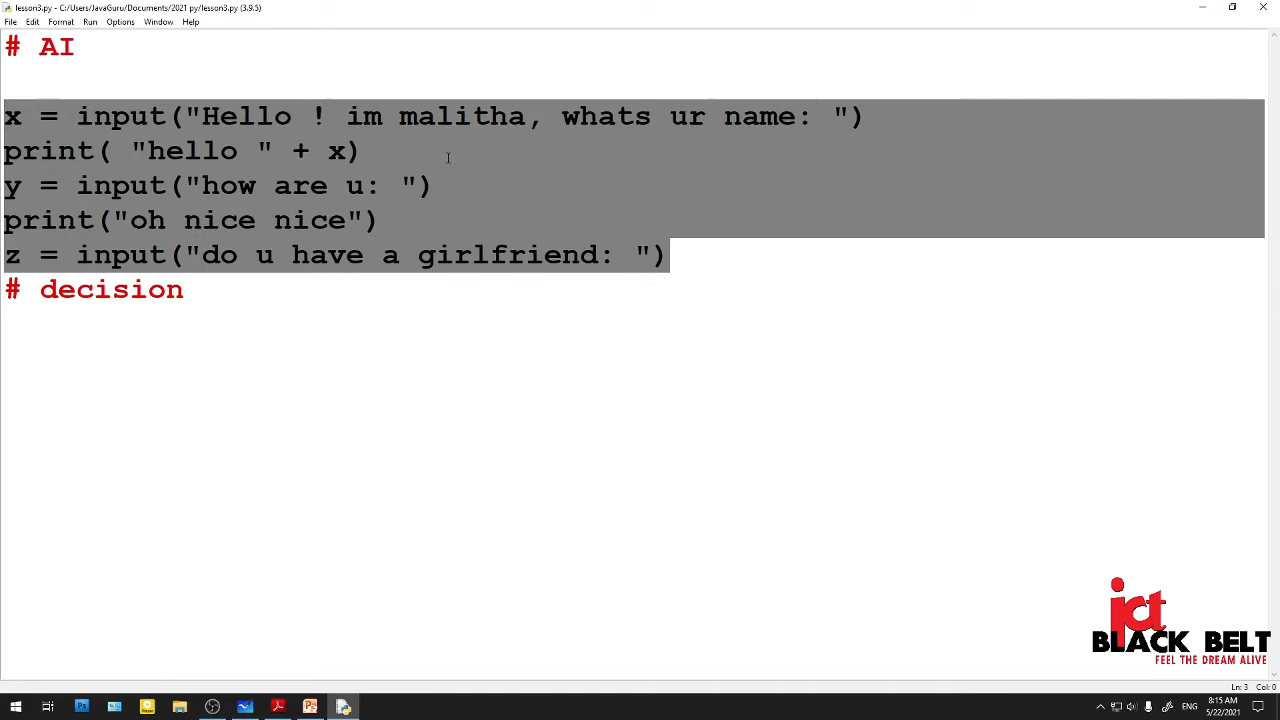 lesson3.py - C:/Users/JavaGuru/Documents/2021 py/lesson3.py (3.9.5)
File Edit Format Run Options Window Help
# AI
x = input("Hello ! im malitha, whats ur name: ")
print( "hello " + x)
y = input("how are u: ")
print("oh nice nice")
z = input("do u have a girlfriend: ")
# decision
ict
BLACK BELT
FEEL THE DREAM ALIVE
Ln: 3 Col: 0
8:15 AM
5/22/2021